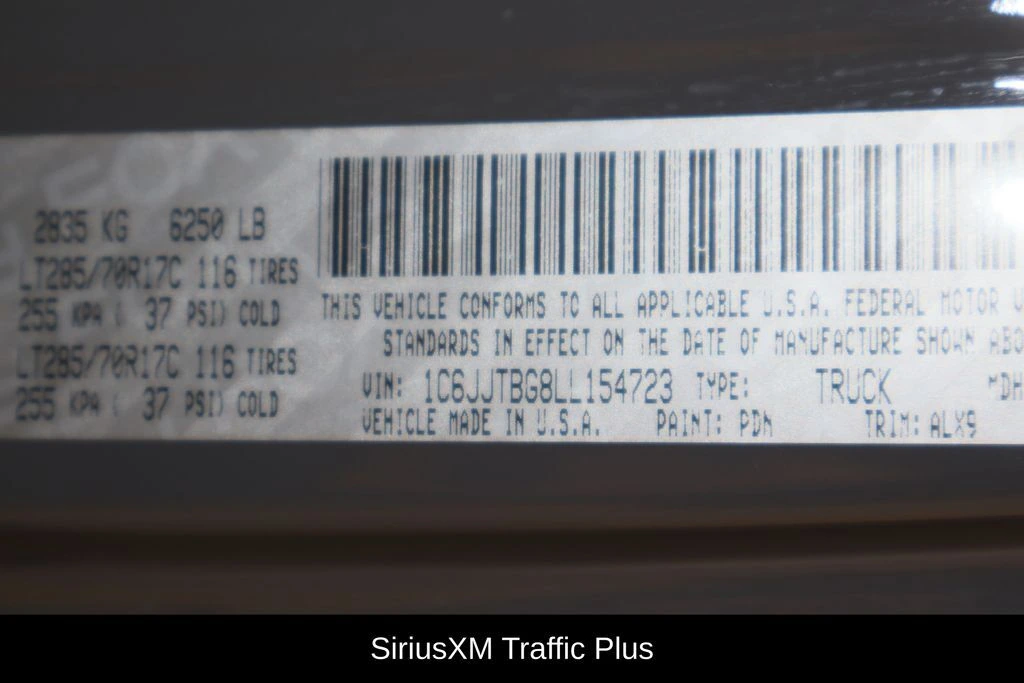 2835 KG 6250 LB
LT285/70R17C 116 TIRES
255 KPA ( 37 PSI) COLD
LT285/70R17C 116 TIRES
255 KPA ( 37 PSI) COLD
THIS VEHICLE CONFORMS TO ALL APPLICABLE U.S.A. FEDERAL MOTOR
STANDARDS IN EFFECT ON THE DATE OF MANUFACTURE SHOWN ABO
VIN: 1C6JJTBG8LL154723 TYPE: TRUCK MDH
VEHICLE MADE IN U.S.A. PAINT: PDN TRIM: ALX9
SiriusXM Traffic Plus